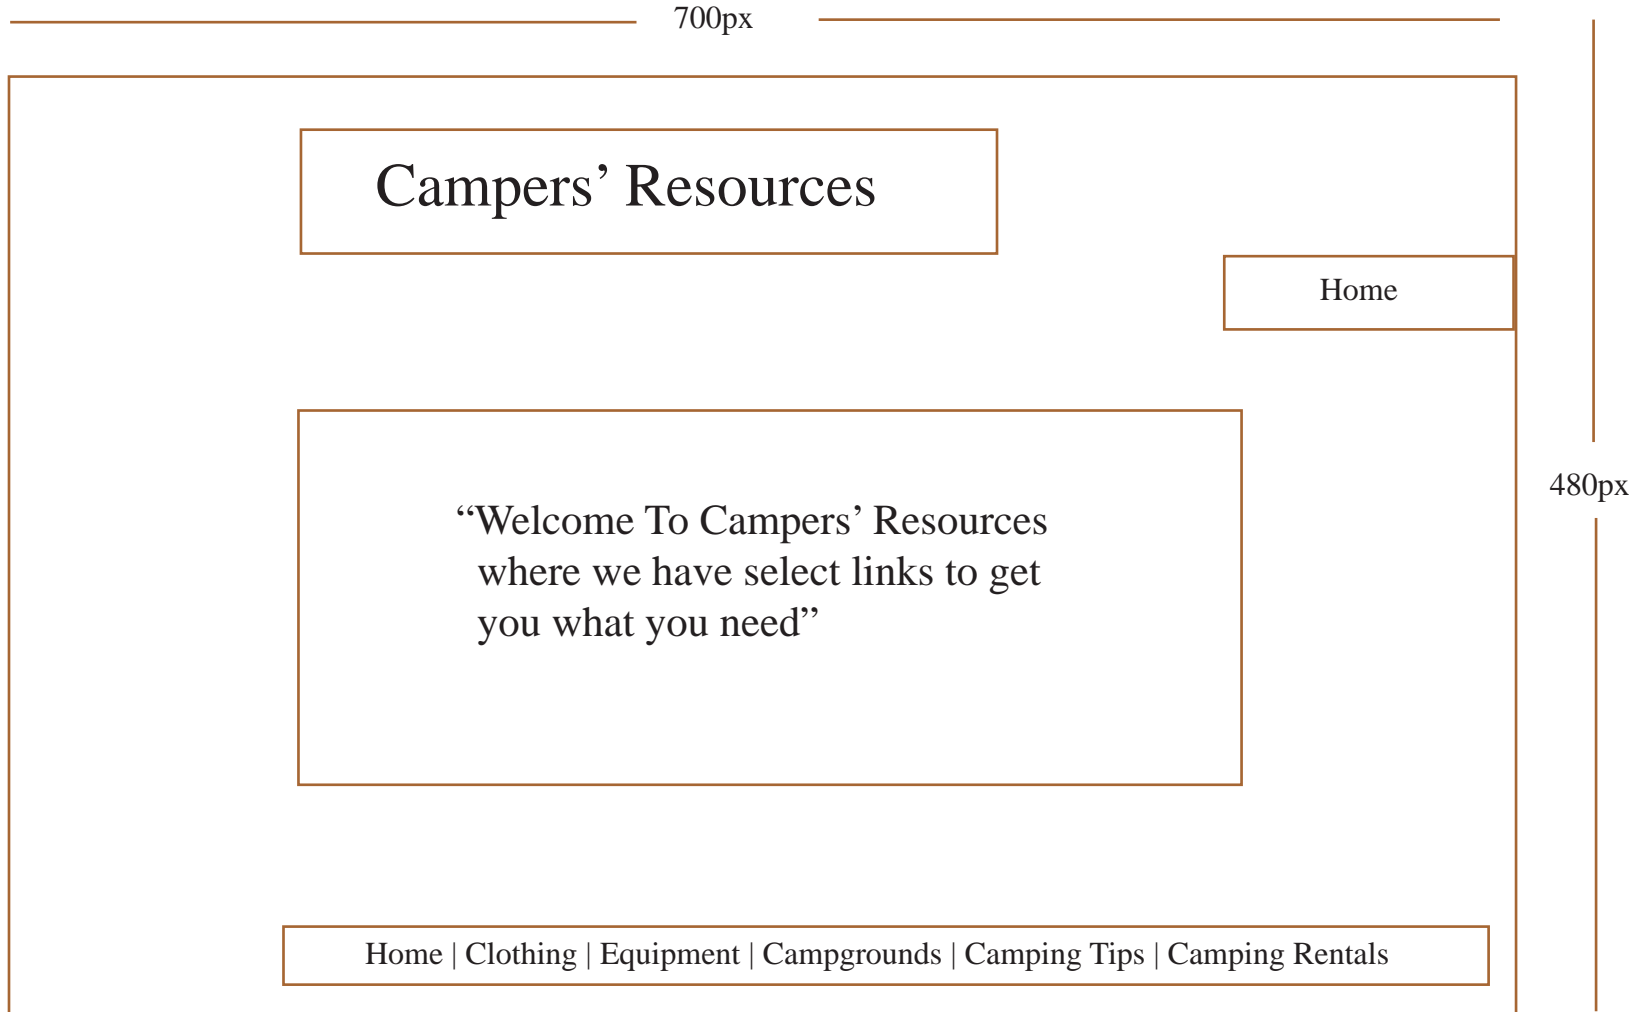 700px
Campers’ Resources
Home
480px
“Welcome To Campers’ Resources
where we have select links to get
you what you need”
Home | Clothing | Equipment | Campgrounds | Camping Tips | Camping Rentals